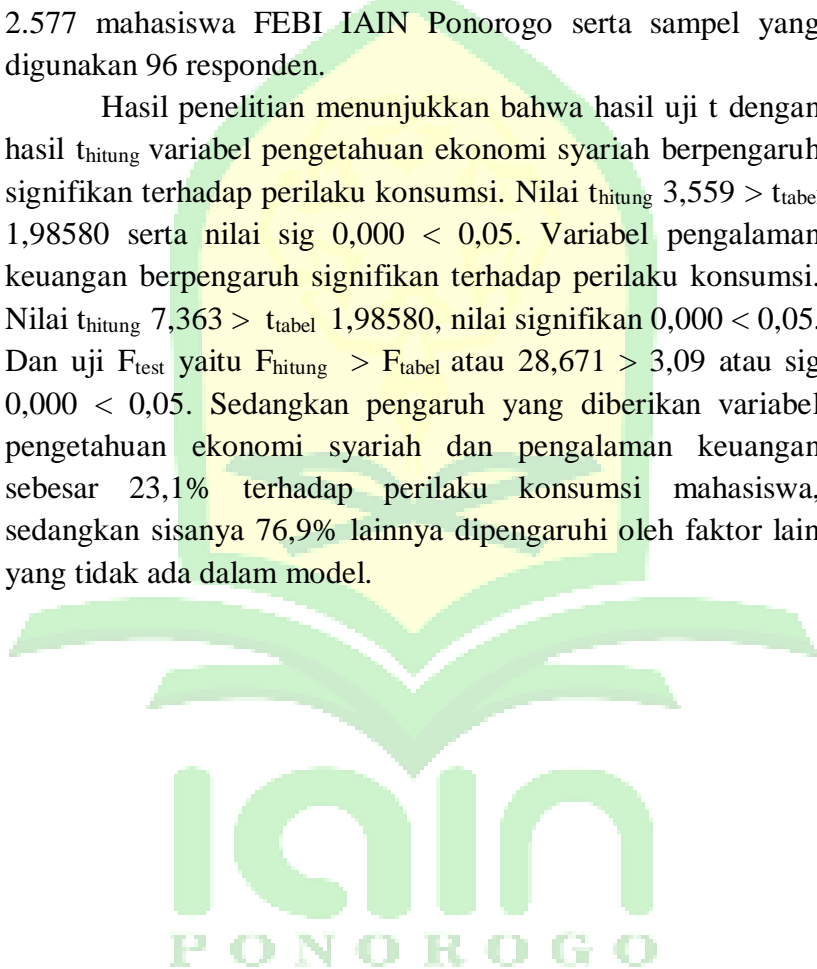 2.577 mahasiswa FEBI IAIN Ponorogo serta sampel yang
digunakan 96 responden.
Hasil penelitian menunjukkan bahwa hasil uji t dengan
hasil thitung variabel pengetahuan ekonomi syariah berpengaruh
signifikan terhadap perilaku konsumsi. Nilai thitung 3,559 > ttabel
1,98580 serta nilai sig 0,000 < 0,05. Variabel pengalaman
keuangan berpengaruh signifikan terhadap perilaku konsumsi.
Nilai thitung 7,363 > ttabel 1,98580, nilai signifikan 0,000 < 0,05.
Dan uji Ftest yaitu Fhitung > Ftabel atau 28,671 > 3,09 atau sig
0,000 < 0,05. Sedangkan pengaruh yang diberikan variabel
pengetahuan ekonomi syariah dan pengalaman keuangan
sebesar 23,1% terhadap perilaku konsumsi mahasiswa,
sedangkan sisanya 76,9% lainnya dipengaruhi oleh faktor lain
yang tidak ada dalam model.
iain
PONOROGO